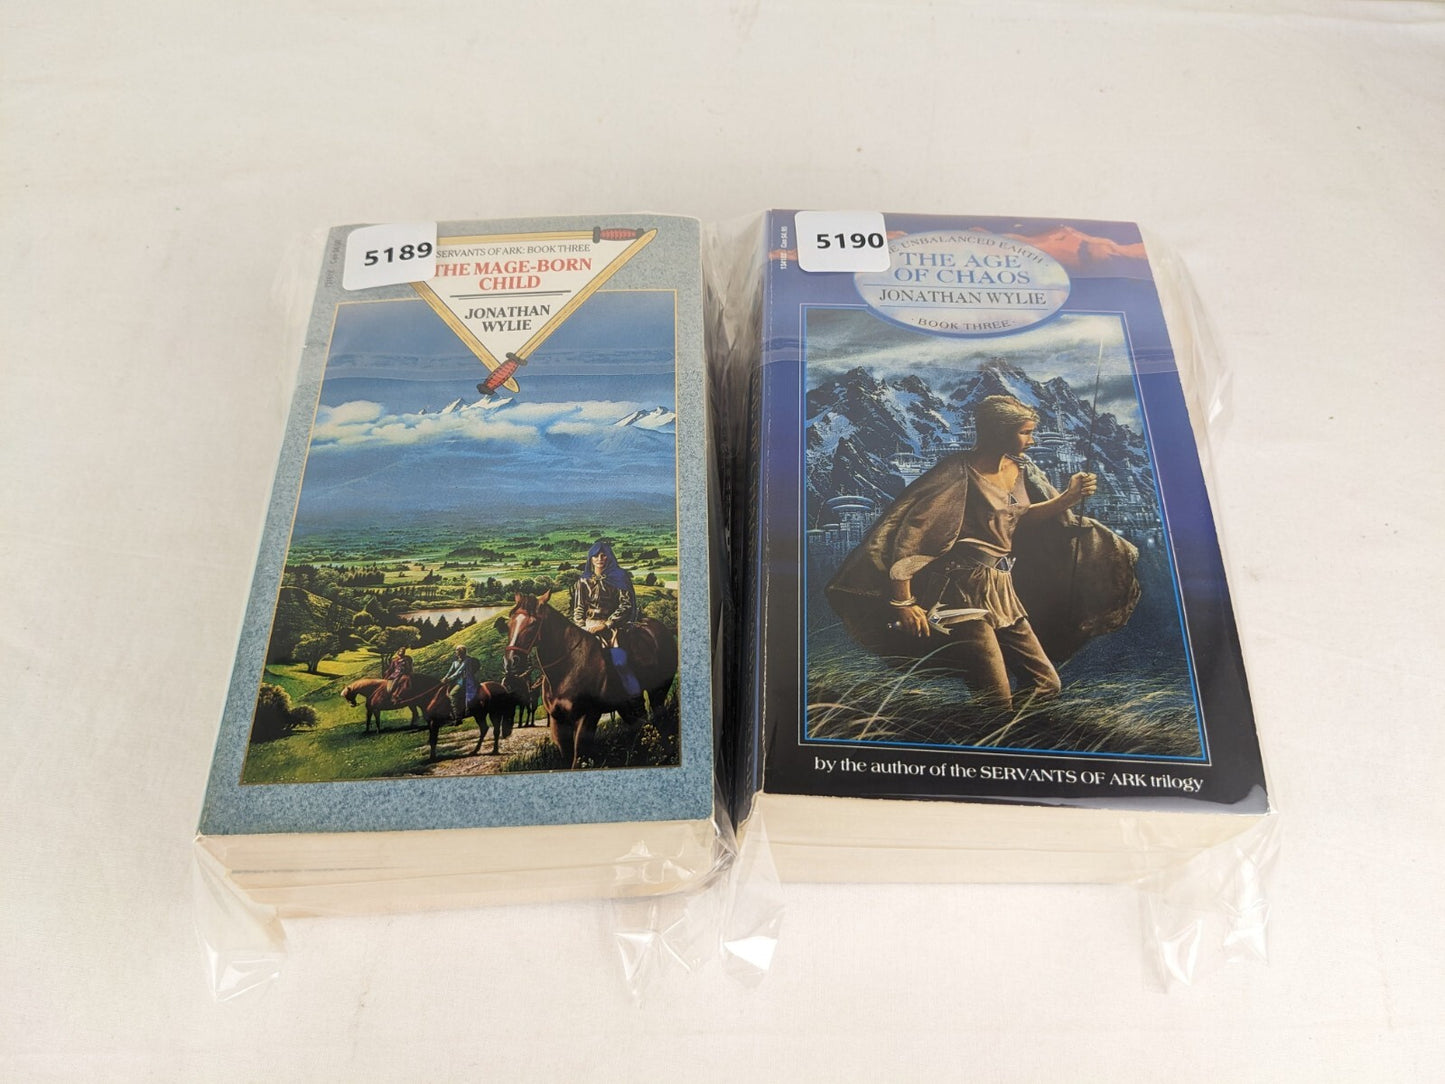 5189
SERVANTS OF ARK: BOOK THREE
THE MAGE-BORN
CHILD
JONATHAN
WYLIE
5190
UNBALANCED EARTH
THE AGE
OF CHAOS
JONATHAN WYLIE
· BOOK THREE ·
by the author of the SERVANTS OF ARK trilogy